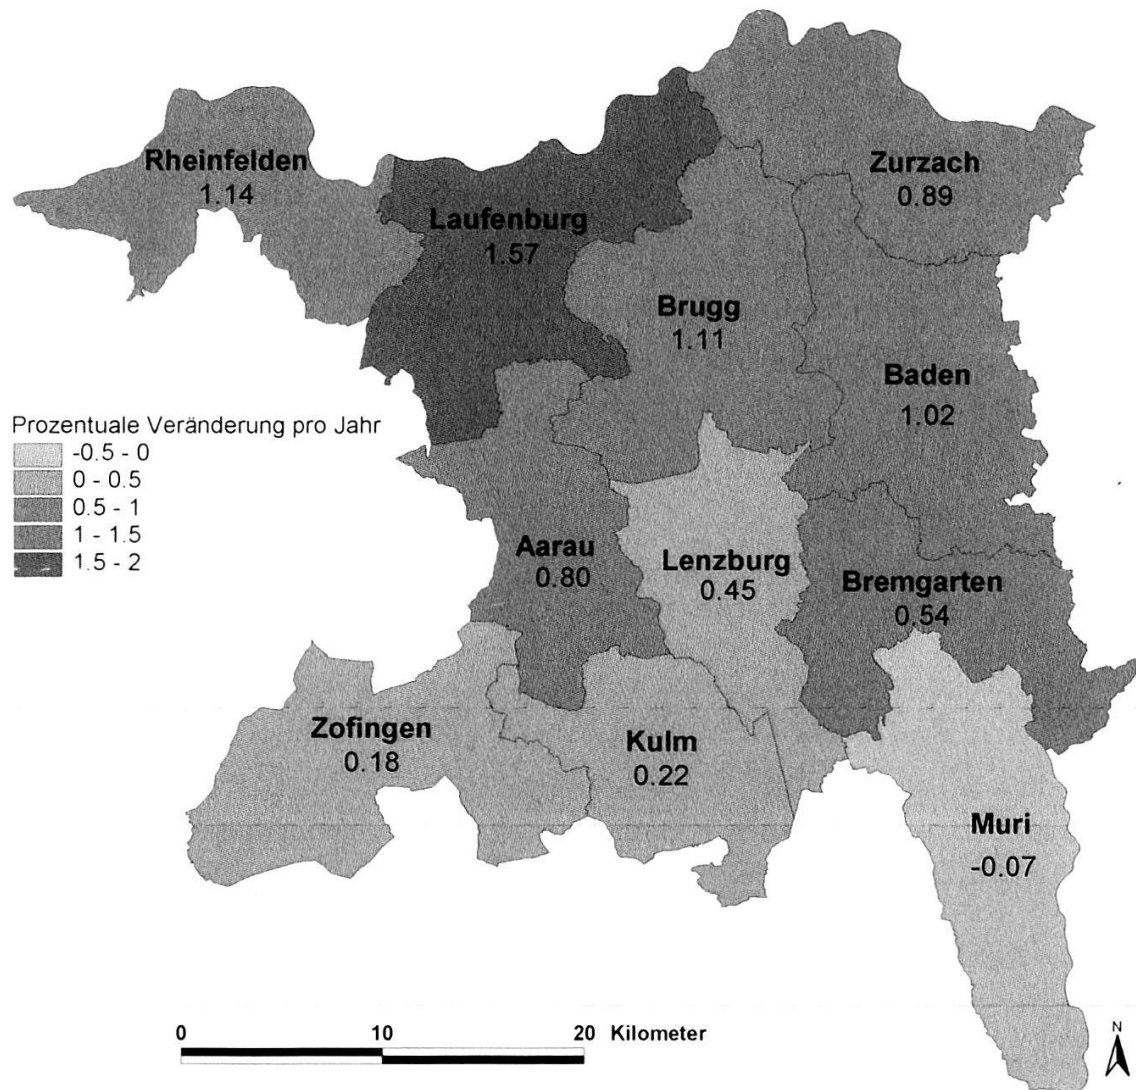 Rheinfelden
1.14
Laufenburg
1.57
Zurzach
0.89
Brugg
1.11
Baden
1.02
Prozentuale Veränderung pro Jahr
-0.5 - 0
0 - 0.5
0.5 - 1
1 - 1.5
1.5 - 2
Aarau
0.80
Lenzburg
0.45
Bremgarten
0.54
Zofingen
0.18
Kulm
0.22
Muri
-0.07
0 10 20 Kilometer
N